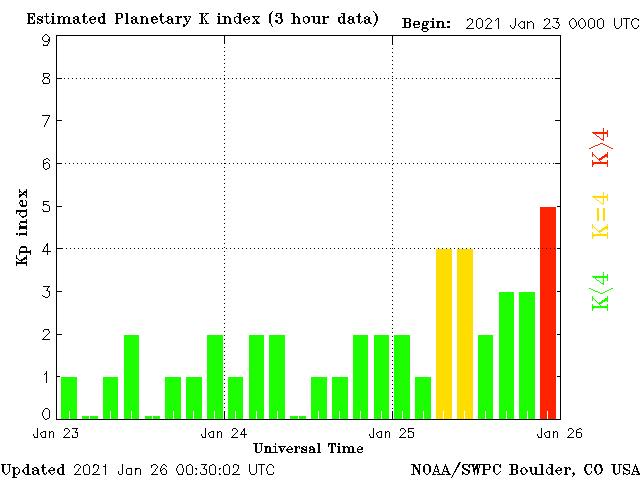 Estimated Planetary K index (3 hour data)
Begin: 2021 Jan 23 0000 UTC
9
8
7
6
5
4
3
2
1
0
Kp index
K>4
K=4
K<4
Jan 23
Jan 24
Jan 25
Jan 26
Universal Time
Updated 2021 Jan 26 00:30:02 UTC
NOAA/SWPC Boulder, CO USA